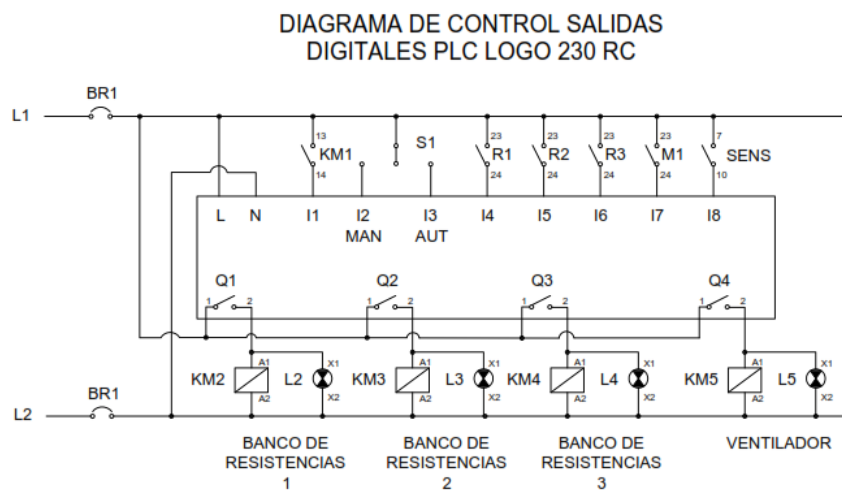 DIAGRAMA DE CONTROL SALIDAS
DIGITALES PLC LOGO 230 RC
BR1
L1
13
KM1
14
S1
23
R1
24
23
R2
24
23
R3
24
23
M1
24
7
SENS
10
L N I1 I2 I3 I4 I5 I6 I7 I8
MAN AUT
Q1 Q2 Q3 Q4
1 2 1 2 1 2 1 2
A1 X1 A1 X1 A1 X1 A1 X1
KM2 L2 KM3 L3 KM4 L4 KM5 L5
A2 X2 A2 X2 A2 X2 A2 X2
BR1
L2
BANCO DE
RESISTENCIAS
1
BANCO DE
RESISTENCIAS
2
BANCO DE
RESISTENCIAS
3
VENTILADOR